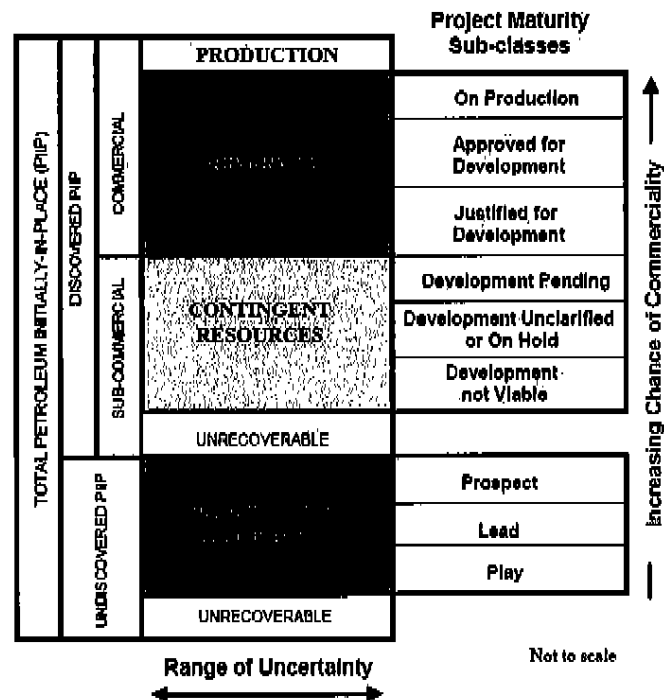 Project Maturity
Sub-classes
PRODUCTION
On Production
Approved for
Development
Justified for
Development
CONTINGENT
RESOURCES
Development Pending
Development Unclarified
or On Hold
Development
not Viable
UNRECOVERABLE
Prospect
Lead
Play
UNRECOVERABLE
TOTAL PETROLEUM INITIALLY-IN-PLACE (PIIP)
DISCOVERED PIIP
UNDISCOVERED PIIP
COMMERCIAL
SUB-COMMERCIAL
Increasing Chance of Commerciality
Not to scale
Range of Uncertainty